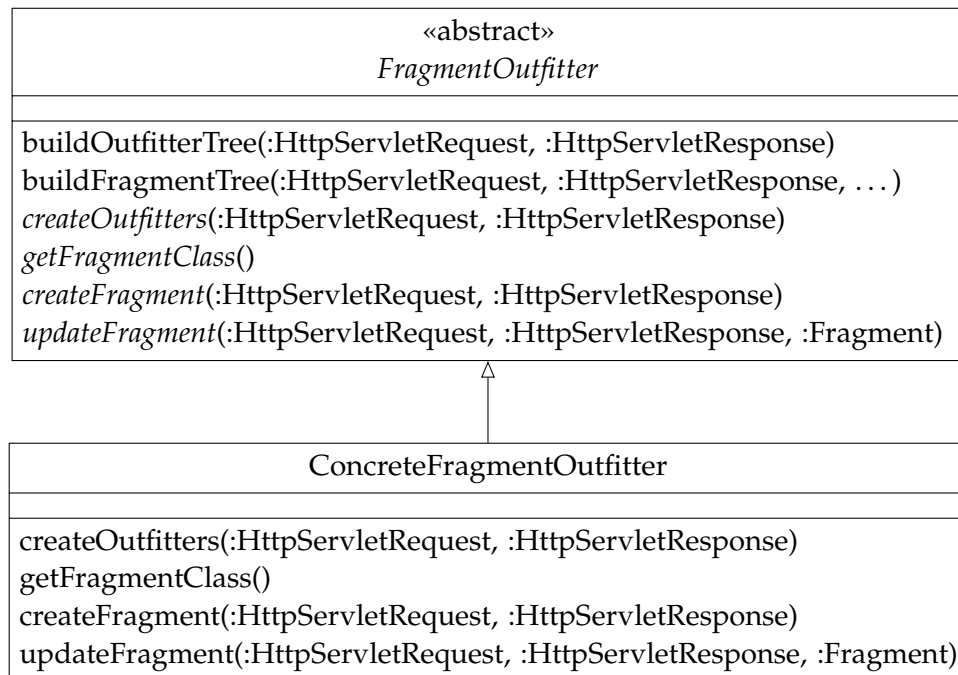 «abstract»
FragmentOutfitter
buildOutfitterTree(:HttpServletRequest, :HttpServletResponse)
buildFragmentTree(:HttpServletRequest, :HttpServletResponse, . . . )
createOutfitters(:HttpServletRequest, :HttpServletResponse)
getFragmentClass()
createFragment(:HttpServletRequest, :HttpServletResponse)
updateFragment(:HttpServletRequest, :HttpServletResponse, :Fragment)
ConcreteFragmentOutfitter
createOutfitters(:HttpServletRequest, :HttpServletResponse)
getFragmentClass()
createFragment(:HttpServletRequest, :HttpServletResponse)
updateFragment(:HttpServletRequest, :HttpServletResponse, :Fragment)